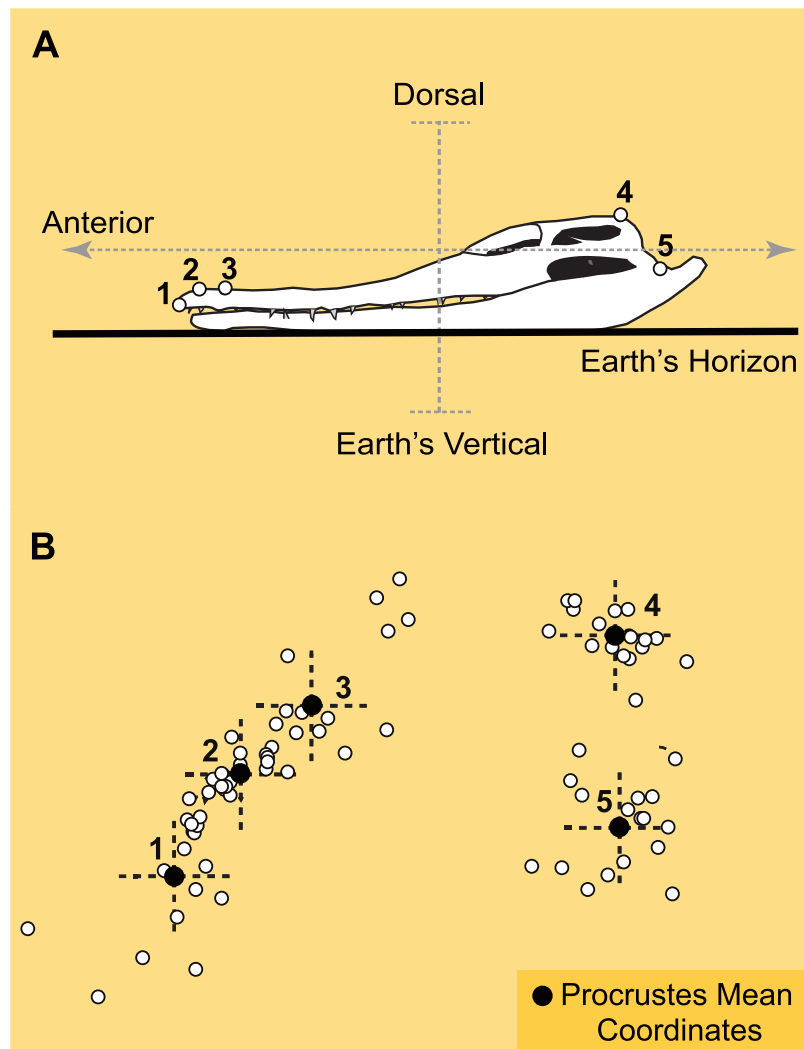 A
Dorsal
Anterior
4
5
2
3
1
Earth's Horizon
Earth's Vertical
B
4
3
2
5
1
Procrustes Mean
Coordinates